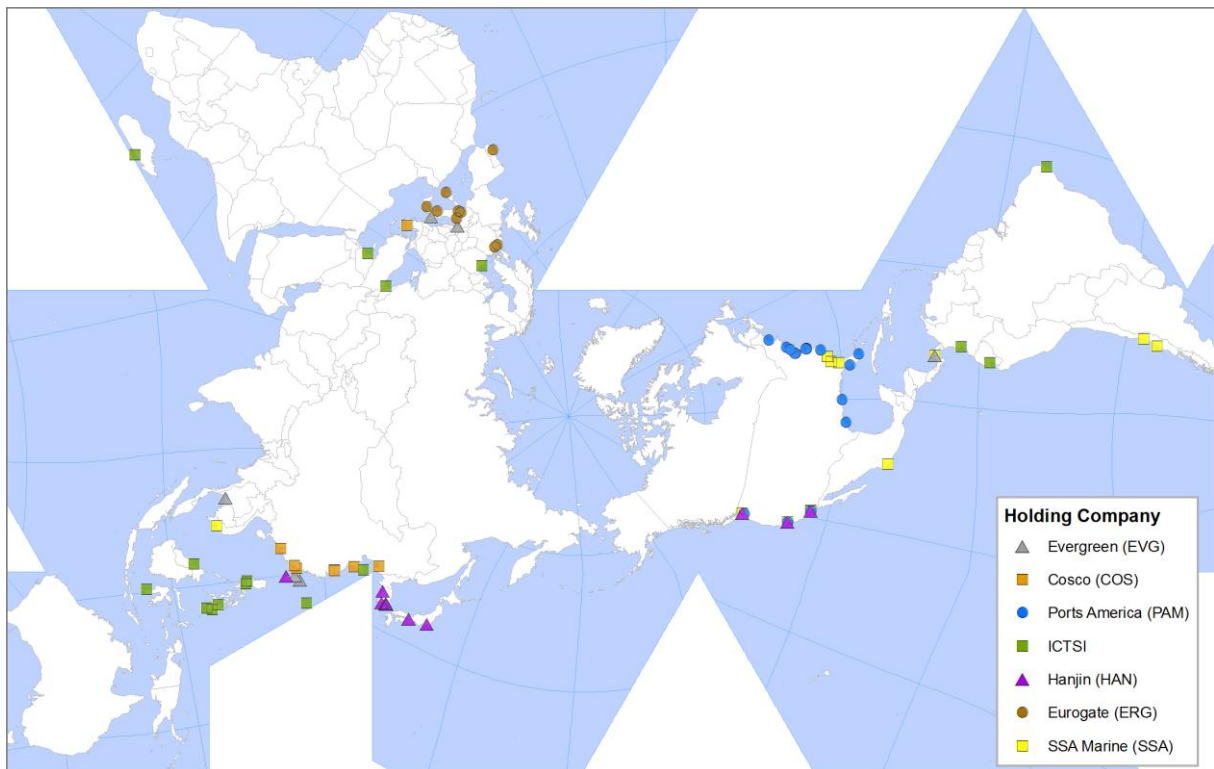 Holding Company
Evergreen (EVG)
Cosco (COS)
Ports America (PAM)
ICTSI
Hanjin (HAN)
Eurogate (ERG)
SSA Marine (SSA)